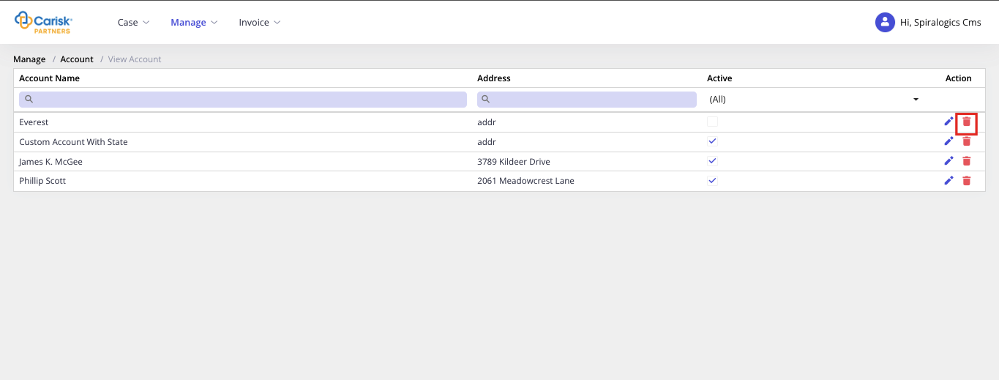 Carisk
PARTNERS
Case Manage Invoice Hi, Spiralogics Cms
Manage / Account / View Account
Account Name Address Active Action
(All)
Everest addr
Custom Account With State addr
James K. McGee 3789 Kildeer Drive
Phillip Scott 2061 Meadowcrest Lane